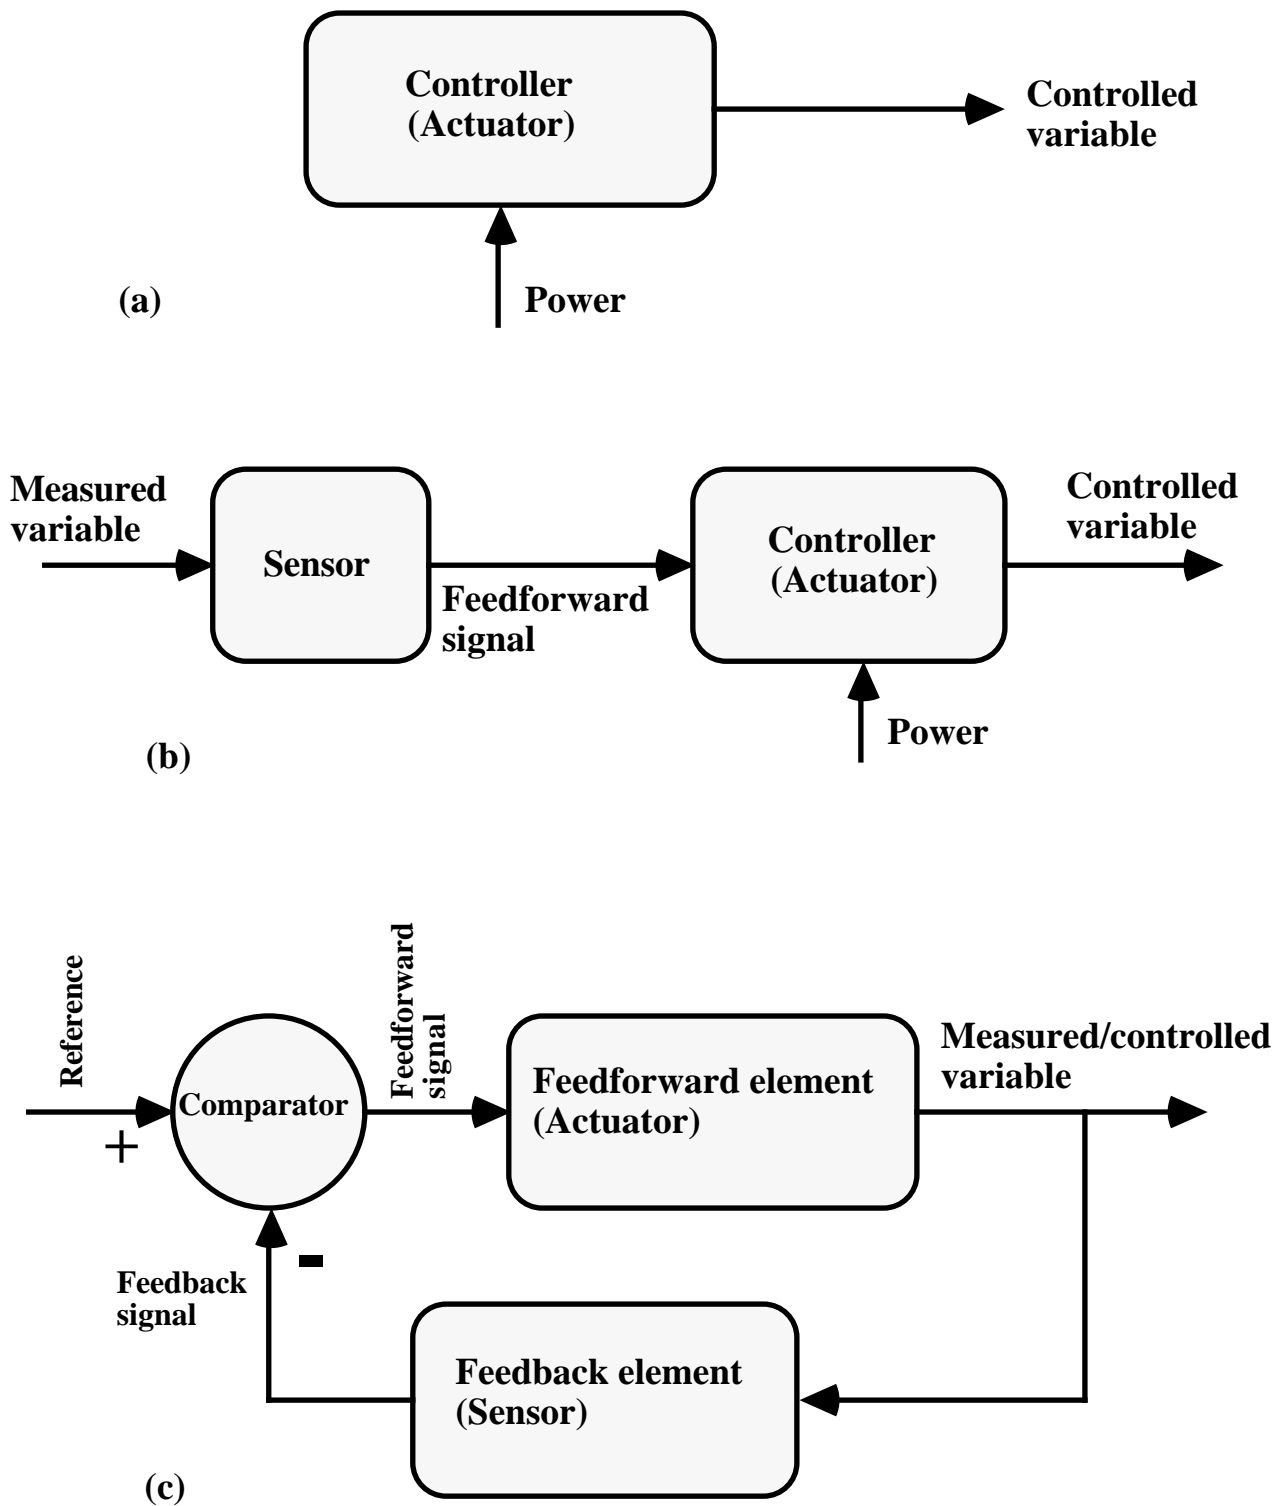 Controller
(Actuator)
Controlled
variable
Power
(a)
Measured
variable
Sensor
Feedforward
signal
Controller
(Actuator)
Controlled
variable
Power
(b)
Reference
+
Comparator
Feedforward
signal
Feedforward element
(Actuator)
Measured/controlled
variable
-
Feedback
signal
Feedback element
(Sensor)
(c)